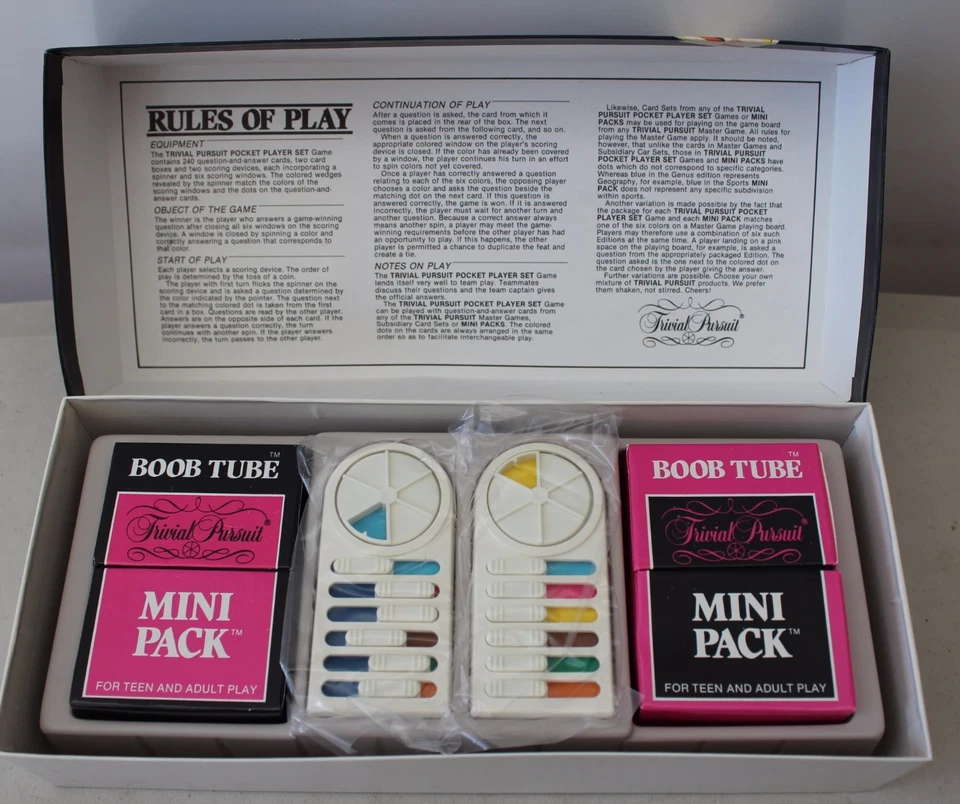 RULES OF PLAY
EQUIPMENT
The TRIVIAL PURSUIT POCKET PLAYER SET Game
contains 240 question-and-answer cards, two card
boxes and two scoring devices, each incorporating a
spinner and six scoring windows. The colored wedges
revealed by the spinner match the colors of the
scoring windows and the dots on the question-and-
answer cards.
OBJECT OF THE GAME
The winner is the player who answers a game-winning
question after closing all six windows on the scoring
device. A window is closed by spinning a color and
correctly answering a question that corresponds to
that color.
START OF PLAY
Each player selects a scoring device. The order of
play is determined by the toss of a coin.
The player with first turn flicks the spinner on the
scoring device and is asked a question determined by
the color indicated by the pointer. The question next
to the matching colored dot is taken from the first
card in a box. Questions are read by the other player.
Answers are on the opposite side of each card. If the
player answers a question correctly, the turn
continues with another spin. If the player answers
incorrectly, the turn passes to the other player.
CONTINUATION OF PLAY
After a question is asked, the card from which it
comes is placed in the rear of the box. The next
question is asked from the following card, and so on.
When a question is answered correctly, the
appropriate colored window on the player's scoring
device is closed. If the color has already been covered
by a window, the player continues his turn in an effort
to spin colors not yet covered.
Once a player has correctly answered a question
relating to each of the six colors, the opposing player
chooses a color and asks the question beside the
matching dot on the next card. If this question is
answered correctly, the game is won. If it is answered
incorrectly, the player must wait for another turn and
another question. Because a correct answer always
means another spin, a player may meet the game-
winning requirements before the other player has had
an opportunity to play. If this happens, the other
player is permitted a chance to duplicate the feat and
create a tie.
NOTES ON PLAY
The TRIVIAL PURSUIT POCKET PLAYER SET Game
lends itself very well to team play. Teammates
discuss their questions and the team captain gives
the official answers.
The TRIVIAL PURSUIT POCKET PLAYER SET Game
can be played with question-and-answer cards from
any of the TRIVIAL PURSUIT Master Games,
Subsidiary Card Sets or MINI PACKS. The colored
dots on the cards are always arranged in the same
order so as to facilitate interchangeable play.
Likewise, Card Sets from any of the TRIVIAL
PURSUIT POCKET PLAYER SET Games or MINI
PACKS may be used for playing on the game board
from any TRIVIAL PURSUIT Master Game. All rules for
playing the Master Game apply. It should be noted,
however, that unlike the cards in Master Games and
Subsidiary Card Sets, those in TRIVIAL PURSUIT
POCKET PLAYER SET Games and MINI PACKS have
dots which do not correspond to specific categories.
Whereas blue in the Genus edition represents
Geography, for example, blue in the Sports MINI
PACK does not represent any specific subdivision
within sports.
Another variation is made possible by the fact that
the package for each TRIVIAL PURSUIT POCKET
PLAYER SET Game and each MINI PACK matches
one of the six colors on a Master Game playing board.
Players may therefore use a combination of six such
Editions at the same time. A player landing on a pink
space on the playing board, for example, is asked a
question from the appropriately packaged Edition. The
question asked is the one next to the colored dot on
the card chosen by the player giving the answer.
Further variations are possible. Choose your own
mixture of TRIVIAL PURSUIT products. We prefer
them shaken, not stirred. Cheers!
Trivial Pursuit®
BOOB TUBE™
Trivial Pursuit®
MINI
PACK™
FOR TEEN AND ADULT PLAY
BOOB TUBE™
Trivial Pursuit®
MINI
PACK™
FOR TEEN AND ADULT PLAY